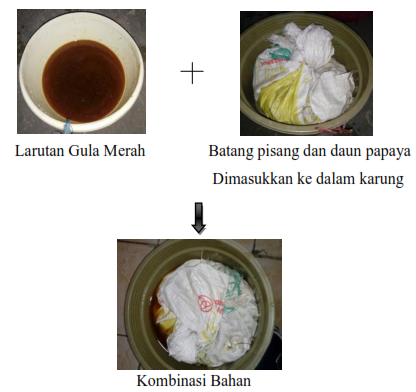 Larutan Gula Merah
Batang pisang dan daun papaya
Dimasukkan ke dalam karung
Kombinasi Bahan